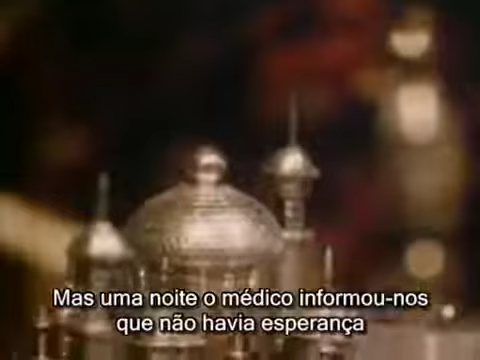 Mas uma noite o médico informou-nos
que não havia esperança